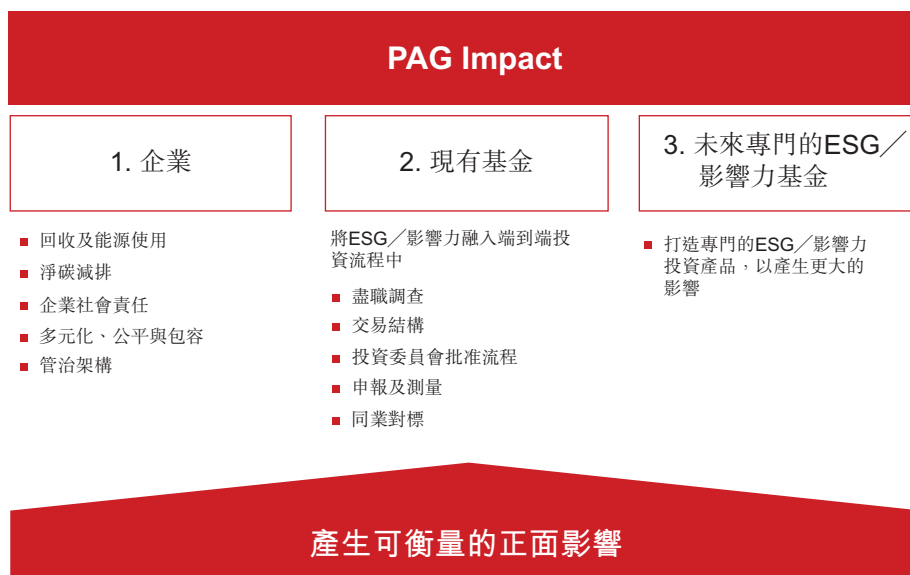 PAG Impact
1. 企業
回收及能源使用
淨碳減排
企業社會責任
多元化、公平與包容
管治架構
2. 現有基金
將ESG／影響力融入端到端投
資流程中
盡職調查
交易結構
投資委員會批准流程
申報及測量
同業對標
3. 未來專門的ESG／
影響力基金
打造專門的ESG／影響力
投資產品，以產生更大的
影響
產生可衡量的正面影響